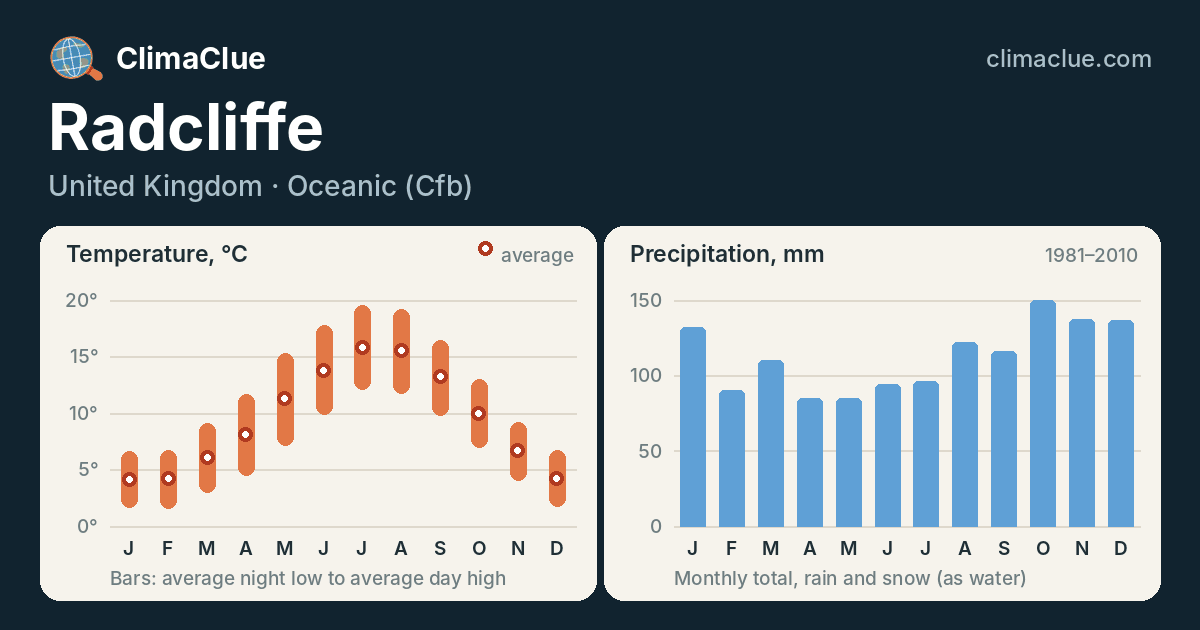 ClimaClue
climaclue.com
Radcliffe
United Kingdom · Oceanic (Cfb)
Temperature, °C
average
20°
15°
10°
5°
0°
J F M A M J J A S O N D
Bars: average night low to average day high
Precipitation, mm
1981–2010
150
100
50
0
J F M A M J J A S O N D
Monthly total, rain and snow (as water)